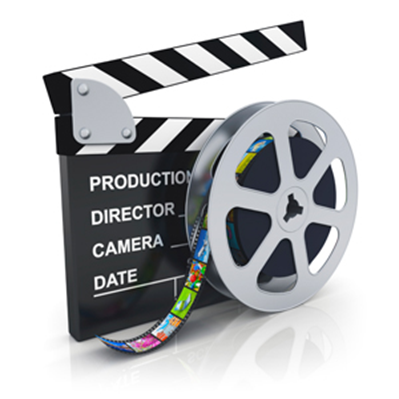 PRODUCTION
DIRECTOR
CAMERA
DATE